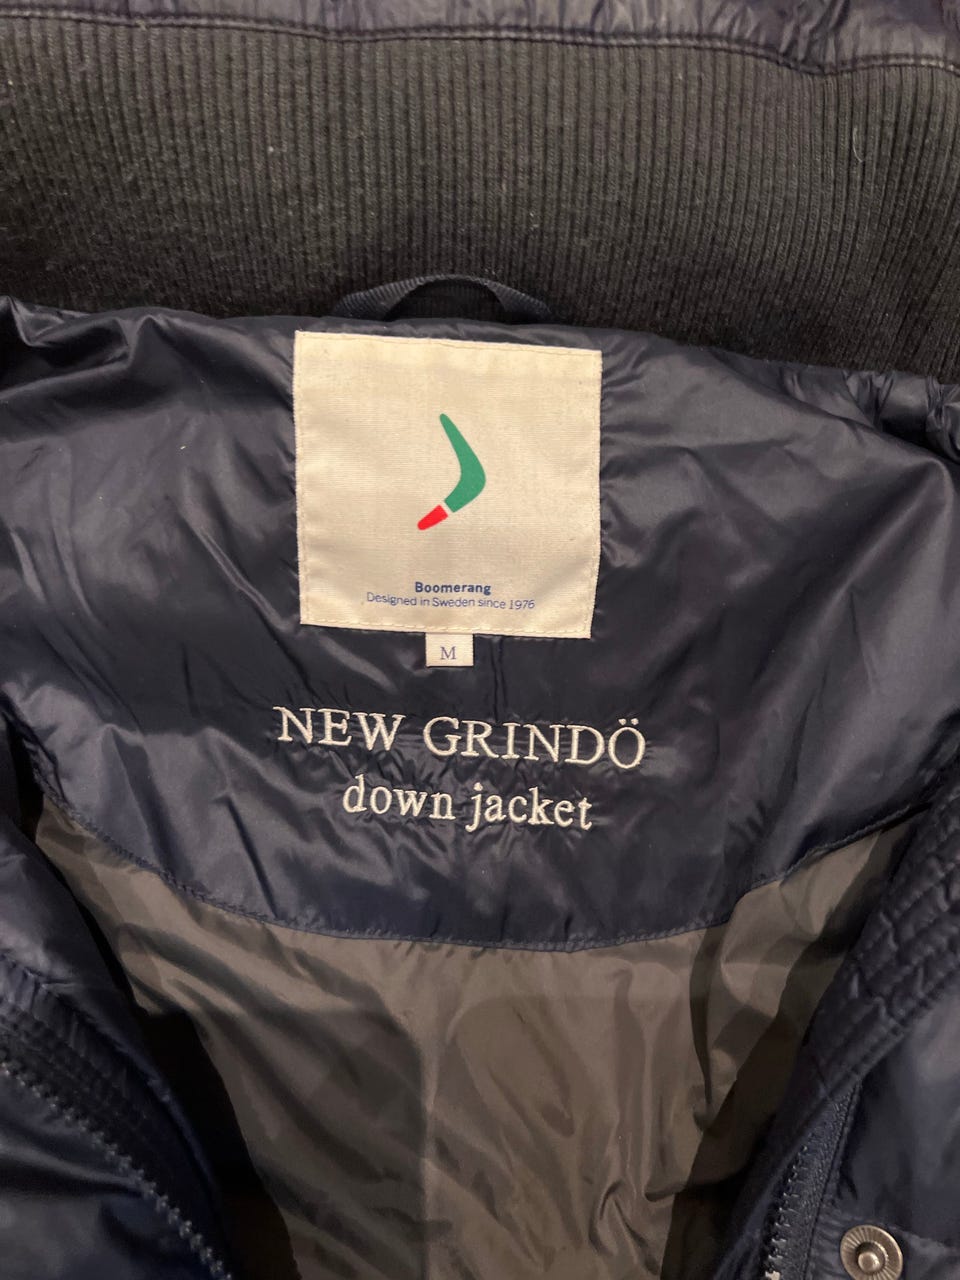 Boomerang
Designed in Sweden since 1976
M
NEW GRINDÖ
down jacket